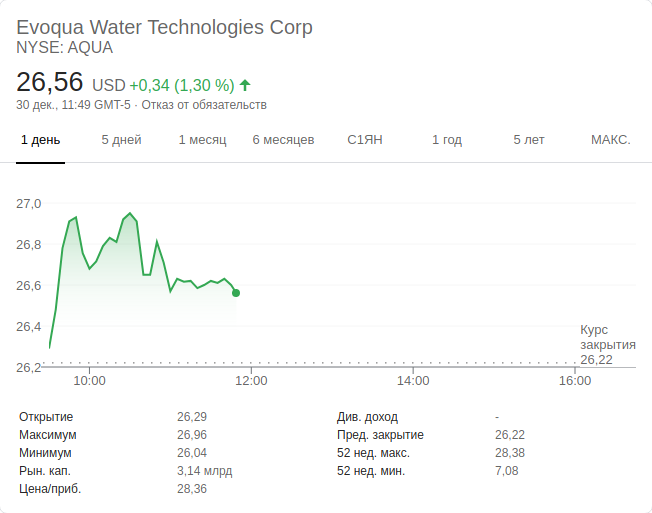 Evoqua Water Technologies Corp
NYSE: AQUA
26,56 USD +0,34 (1,30 %)
30 дек., 11:49 GMT-5 · Отказ от обязательств
1 день 5 дней 1 месяц 6 месяцев С1ЯН 1 год 5 лет МАКС.
27,0
26,8
26,6
26,4
26,2
Курс
закрытия
26,22
10:00 12:00 14:00 16:00
Открытие 26,29 Див. доход -
Максимум 26,96 Пред. закрытие 26,22
Минимум 26,04 52 нед. макс. 28,38
Рын. кап. 3,14 млрд 52 нед. мин. 7,08
Цена/приб. 28,36